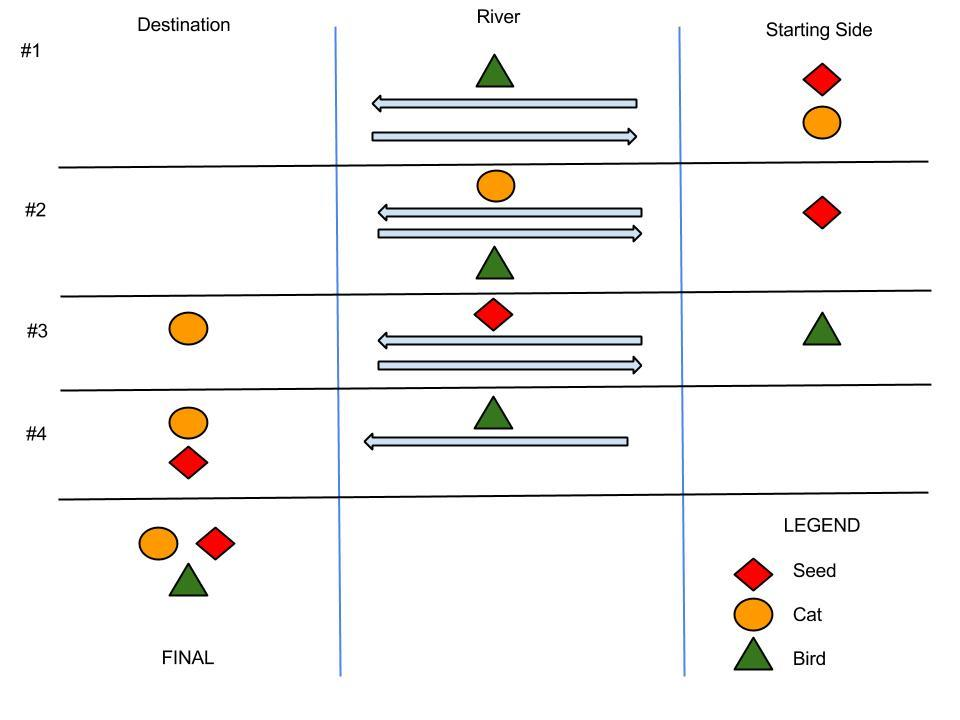 Destination
River
Starting Side
#1
#2
#3
#4
LEGEND
Seed
Cat
Bird
FINAL